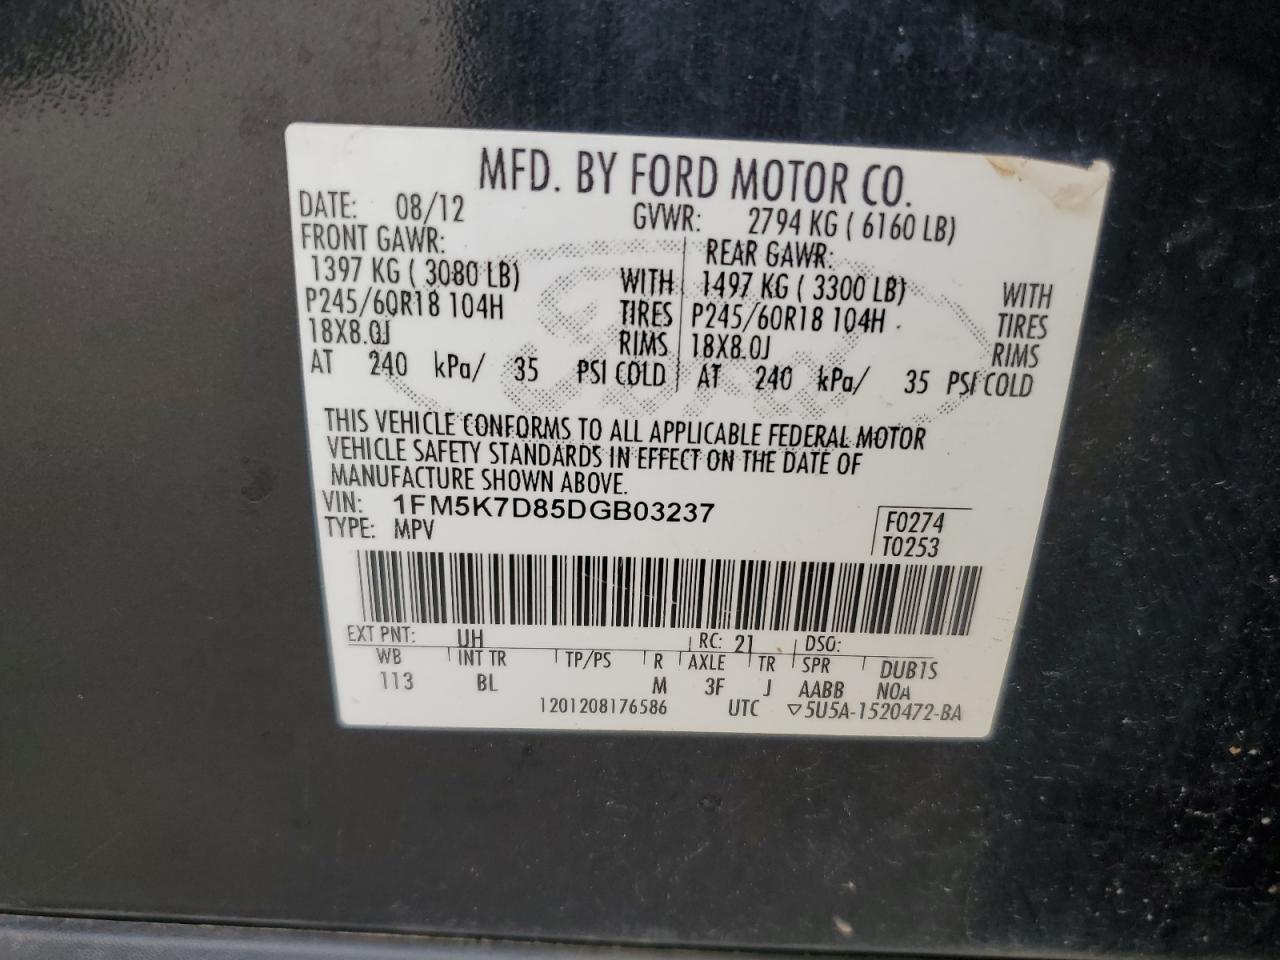 MFD. BY FORD MOTOR CO.
DATE: 08/12 GVWR: 2794 KG ( 6160 LB)
FRONT GAWR: REAR GAWR:
1397 KG ( 3080 LB) WITH 1497 KG ( 3300 LB) WITH
P245/60R18 104H TIRES P245/60R18 104H TIRES
18X8.0J RIMS 18X8.0J RIMS
AT 240 kPa/ 35 PSI COLD AT 240 kPa/ 35 PSI COLD
THIS VEHICLE CONFORMS TO ALL APPLICABLE FEDERAL MOTOR
VEHICLE SAFETY STANDARDS IN EFFECT ON THE DATE OF
MANUFACTURE SHOWN ABOVE.
VIN: 1FM5K7D85DGB03237
TYPE: MPV
F0274
T0253
EXT PNT: UH RC: 21 DSO:
WB INT TR TP/PS R AXLE TR SPR DUB1S
113 BL M 3F J AABB NOA
1201208176586 UTC ▽5U5A-1520472-BA